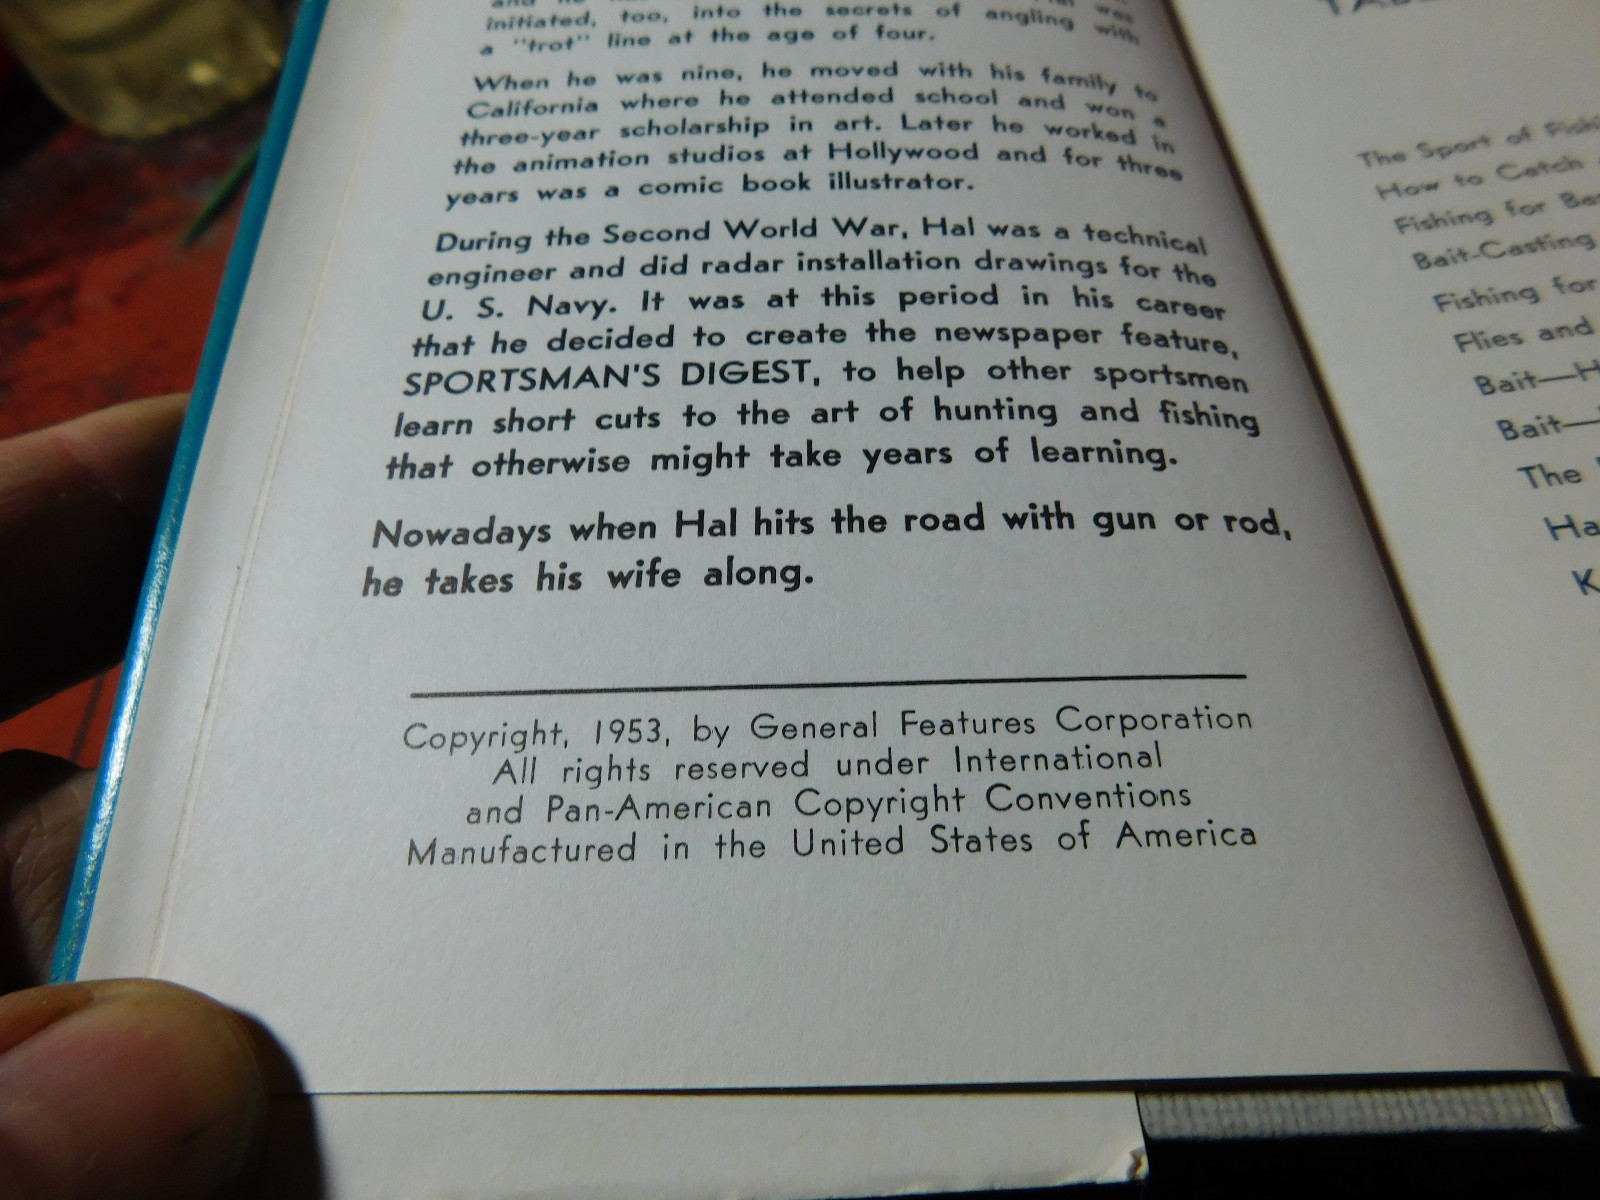 initiated, too, into the secrets of angling with
a "trot" line at the age of four.
When he was nine, he moved with his family to
California where he attended school and won a
three-year scholarship in art. Later he worked in
the animation studios at Hollywood and for three
years was a comic book illustrator.
During the Second World War, Hal was a technical
engineer and did radar installation drawings for the
U. S. Navy. It was at this period in his career
that he decided to create the newspaper feature,
SPORTSMAN'S DIGEST, to help other sportsmen
learn short cuts to the art of hunting and fishing
that otherwise might take years of learning.
Nowadays when Hal hits the road with gun or rod,
he takes his wife along.
Copyright, 1953, by General Features Corporation
All rights reserved under International
and Pan-American Copyright Conventions
Manufactured in the United States of America
The Sport of
How to Catch
Fishing for
Bait-Casting
Fishing for
Flies and
Bait—
Bait—
The